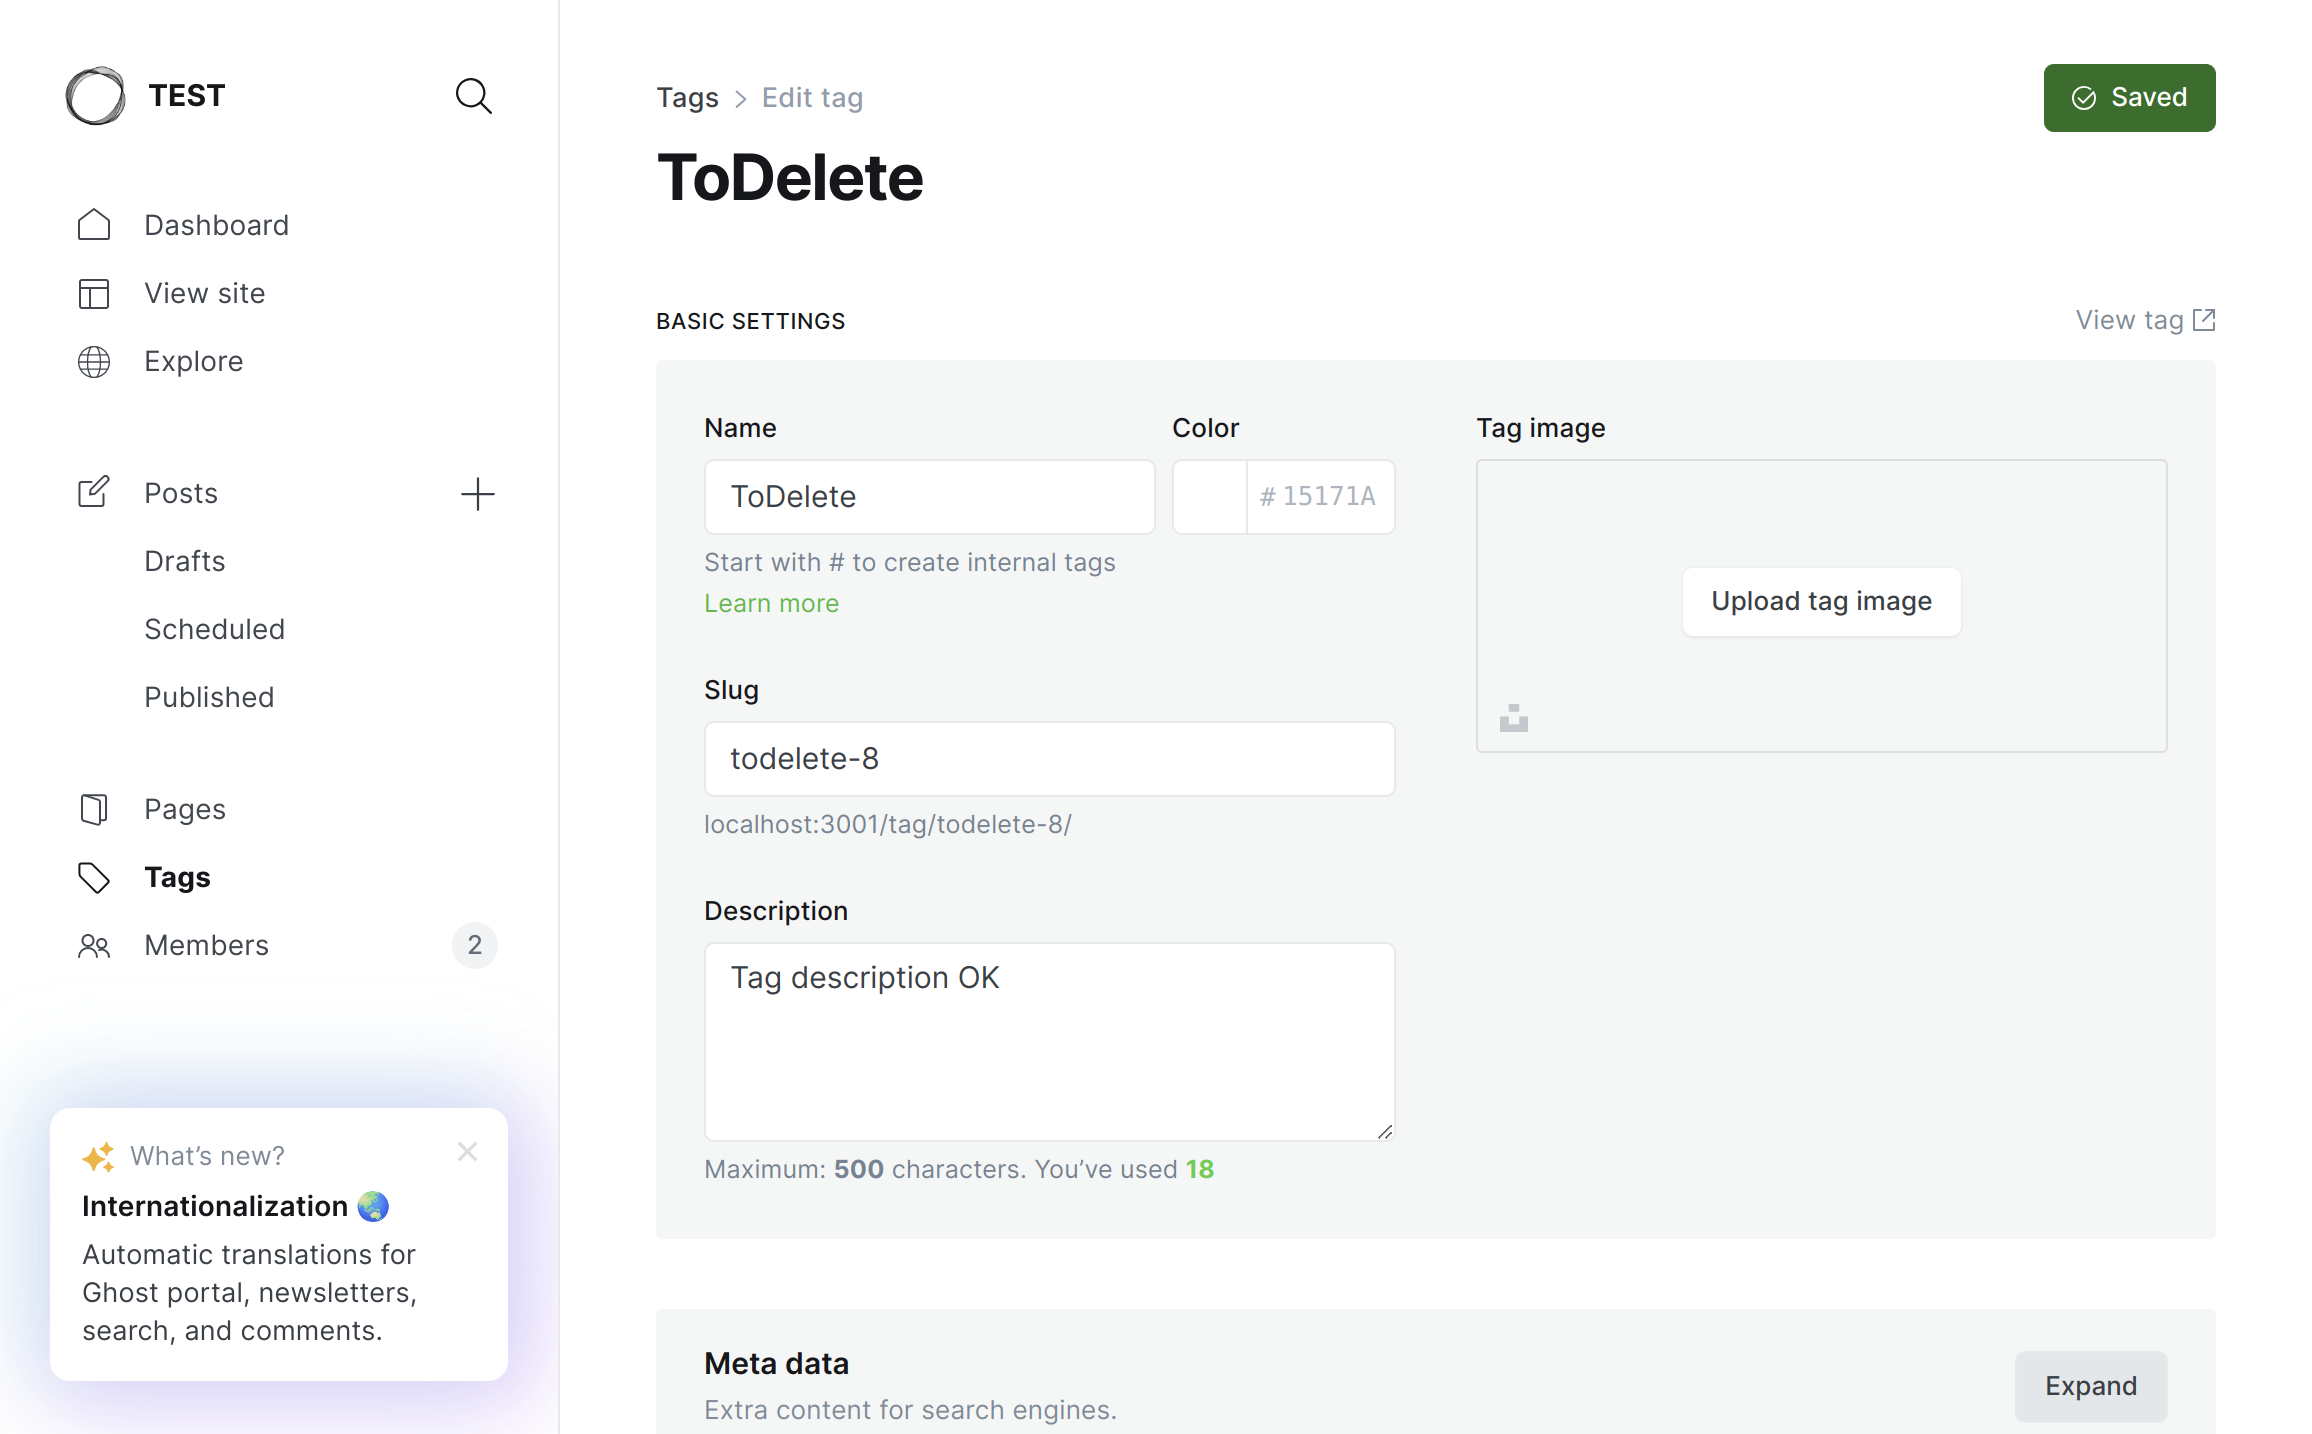 TEST
Dashboard
View site
Explore
Posts
Drafts
Scheduled
Published
Pages
Tags
Members
2
What’s new?
Internationalization 🌏
Automatic translations for
Ghost portal, newsletters,
search, and comments.
Tags > Edit tag
Saved
ToDelete
BASIC SETTINGS
View tag
Name
ToDelete
Start with # to create internal tags
Learn more
Color
# 15171A
Slug
todelete-8
localhost:3001/tag/todelete-8/
Description
Tag description OK
Maximum: 500 characters. You’ve used 18
Tag image
Upload tag image
Meta data
Extra content for search engines.
Expand